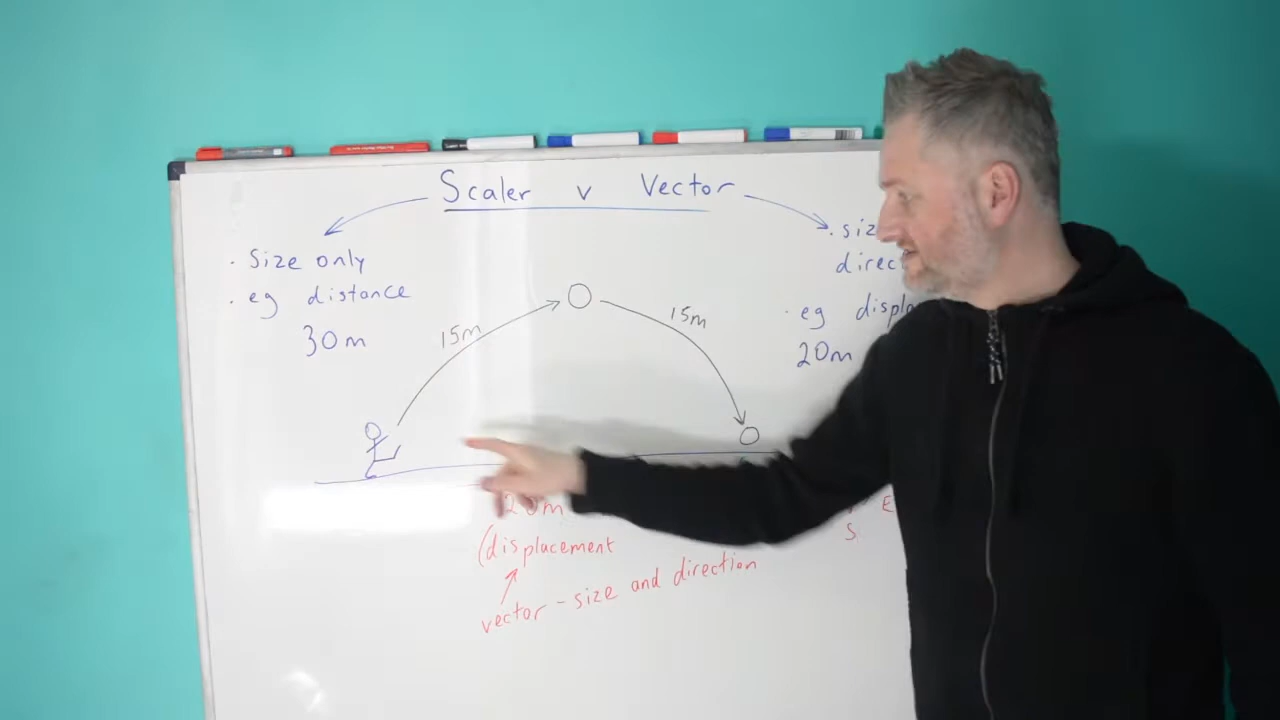 Scaler v Vector
. Size only
. eg distance
30m
15m
15m
. siz
direc
. eg displa
20m
20m
E
S
(displacement
vector - size and direction